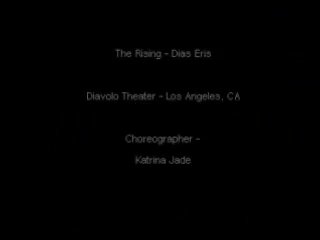 The Rising - Dias Eris
Diavolo Theater - Los Angeles, CA
Choreographer -
Katrina Jade